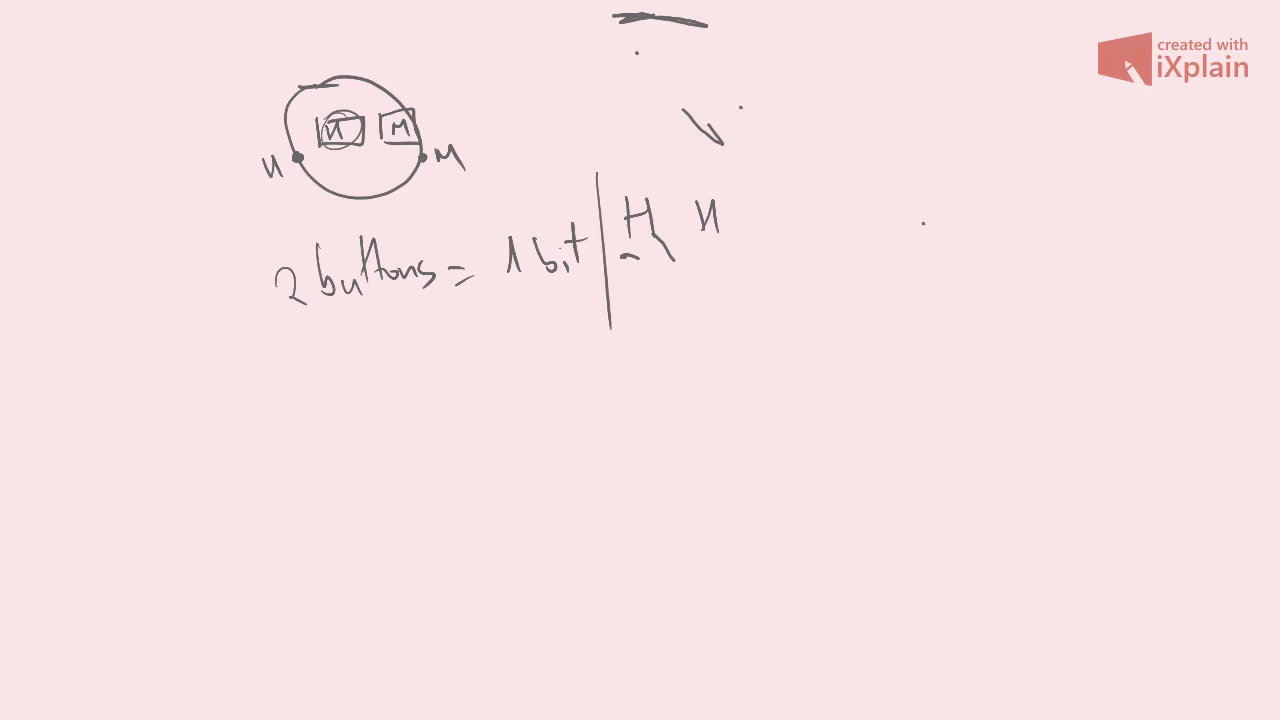 created with
iXplain
И M
И M
2 buttons = 1 bit | H И